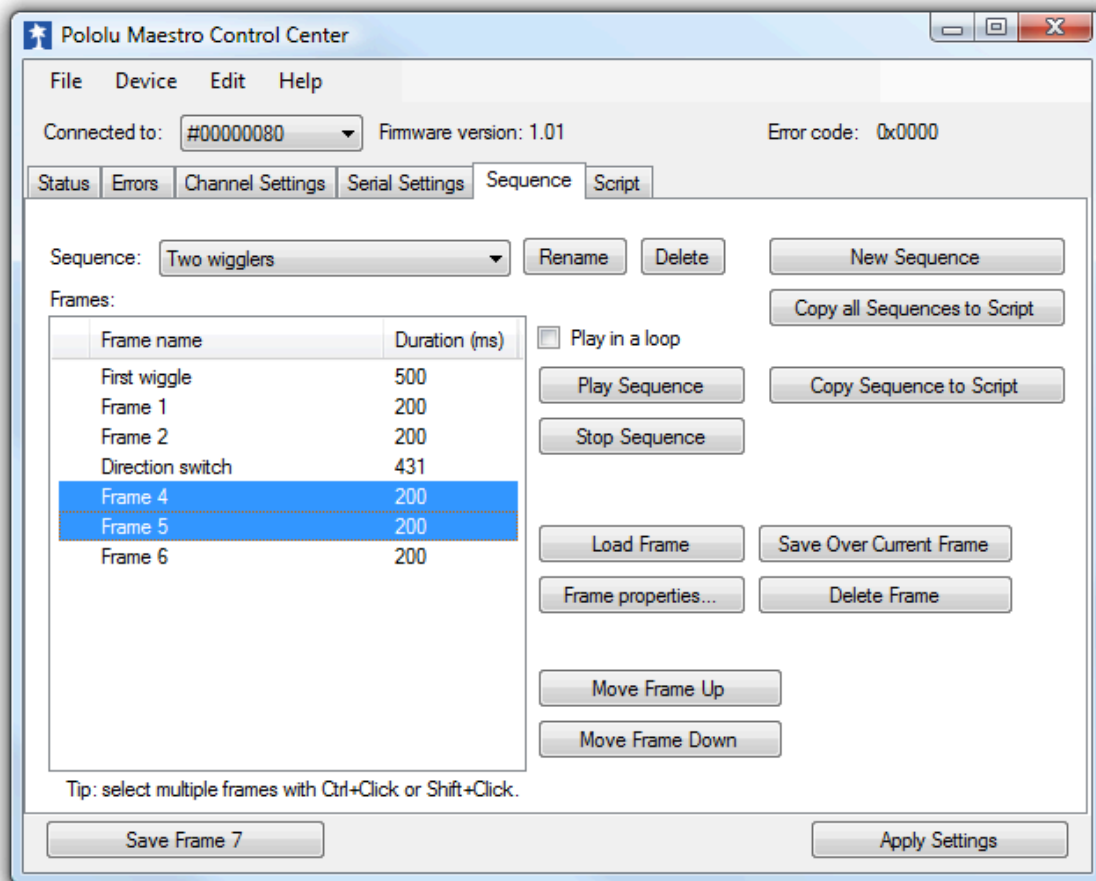 Pololu Maestro Control Center
File Device Edit Help
Connected to: #00000080 Firmware version: 1.01 Error code: 0x0000
Status Errors Channel Settings Serial Settings Sequence Script
Sequence: Two wigglers Rename Delete New Sequence
Frames:
Copy all Sequences to Script
Frame name Duration (ms) Play in a loop
First wiggle 500 Play Sequence Copy Sequence to Script
Frame 1 200
Frame 2 200 Stop Sequence
Direction switch 431
Frame 4 200
Frame 5 200
Load Frame Save Over Current Frame
Frame 6 200
Frame properties... Delete Frame
Move Frame Up
Move Frame Down
Tip: select multiple frames with Ctrl+Click or Shift+Click.
Save Frame 7 Apply Settings